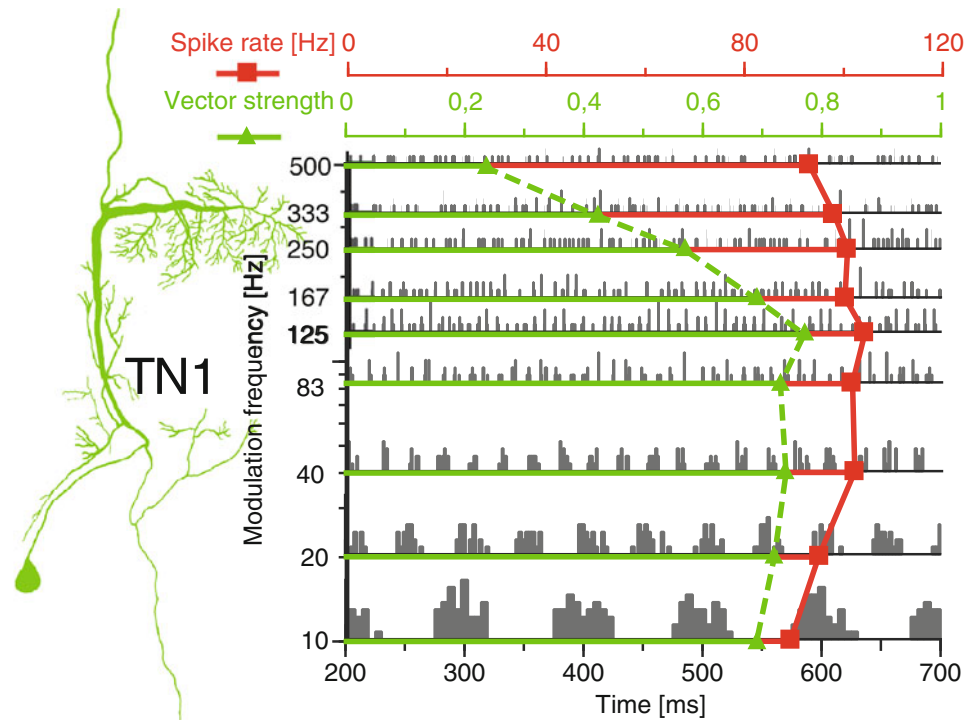 Spike rate [Hz] 0 40 80 120
Vector strength 0 0,2 0,4 0,6 0,8 1
500
333
250
167
125
83
40
20
10
Modulation frequency [Hz]
TN1
200 300 400 500 600 700
Time [ms]